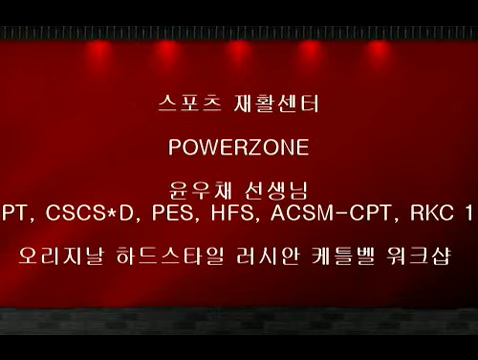 스포츠 재활센터
POWERZONE
윤우채 선생님
PT, CSCS*D, PES, HFS, ACSM-CPT, RKC 1
오리지날 하드스타일 러시안 케틀벨 워크샵